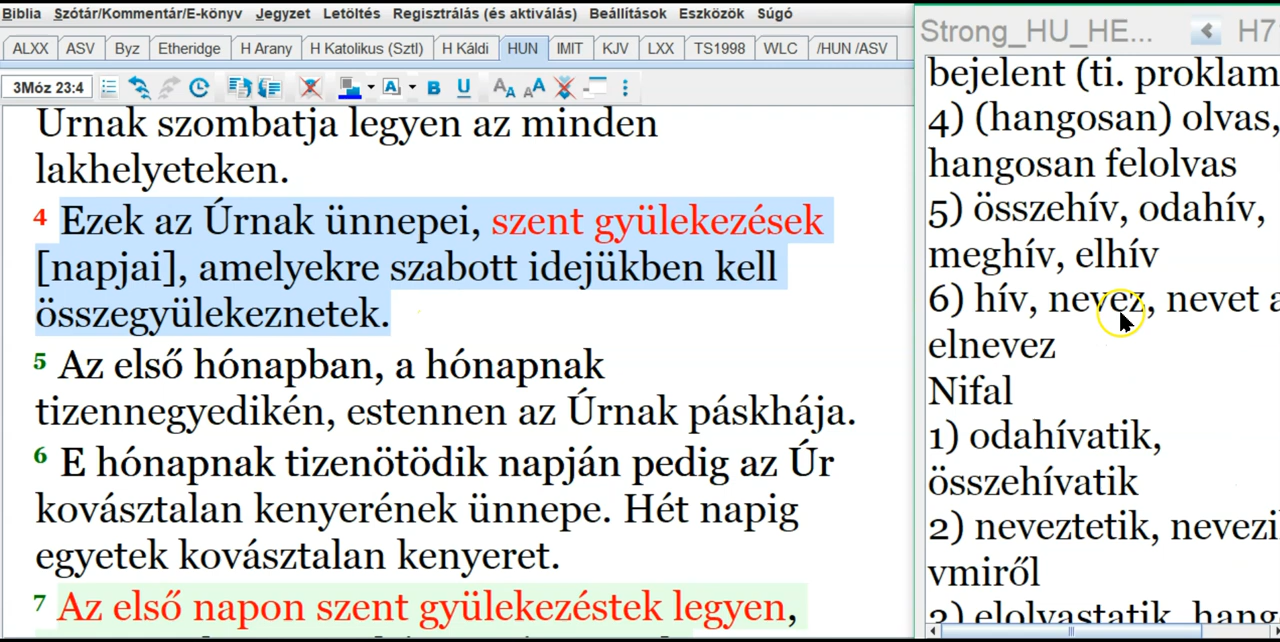 Biblia Szótár/Kommentár/E-könyv Jegyzet Letöltés Regisztrálás (és aktiválás) Beállítások Eszközök Súgó
ALXX ASV Byz Etheridge H Arany H Katolikus (Sztl) H Káldi HUN IMIT KJV LXX TS1998 WLC /HUN /ASV
3Móz 23:4
Úrnak szombatja legyen az minden
lakhelyeteken.
4 Ezek az Úrnak ünnepei, szent gyülekezések
[napjai], amelyekre szabott idejükben kell
összegyülekeznetek.
5 Az első hónapban, a hónapnak
tizennegyedikén, estennen az Úrnak páskhája.
6 E hónapnak tizenötödik napján pedig az Úr
kovásztalan kenyerének ünnepe. Hét napig
egyetek kovásztalan kenyeret.
7 Az első napon szent gyülekezéstek legyen,
Strong_HU_HE... H7
bejelent (ti. proklam
4) (hangosan) olvas,
hangosan felolvas
5) összehív, odahív,
meghív, elhív
6) hív, nevez, nevet a
elnevez
Nifal
1) odahívatik,
összehívatik
2) neveztetik, nevezi
vmiről
3) elolvastatik, hang